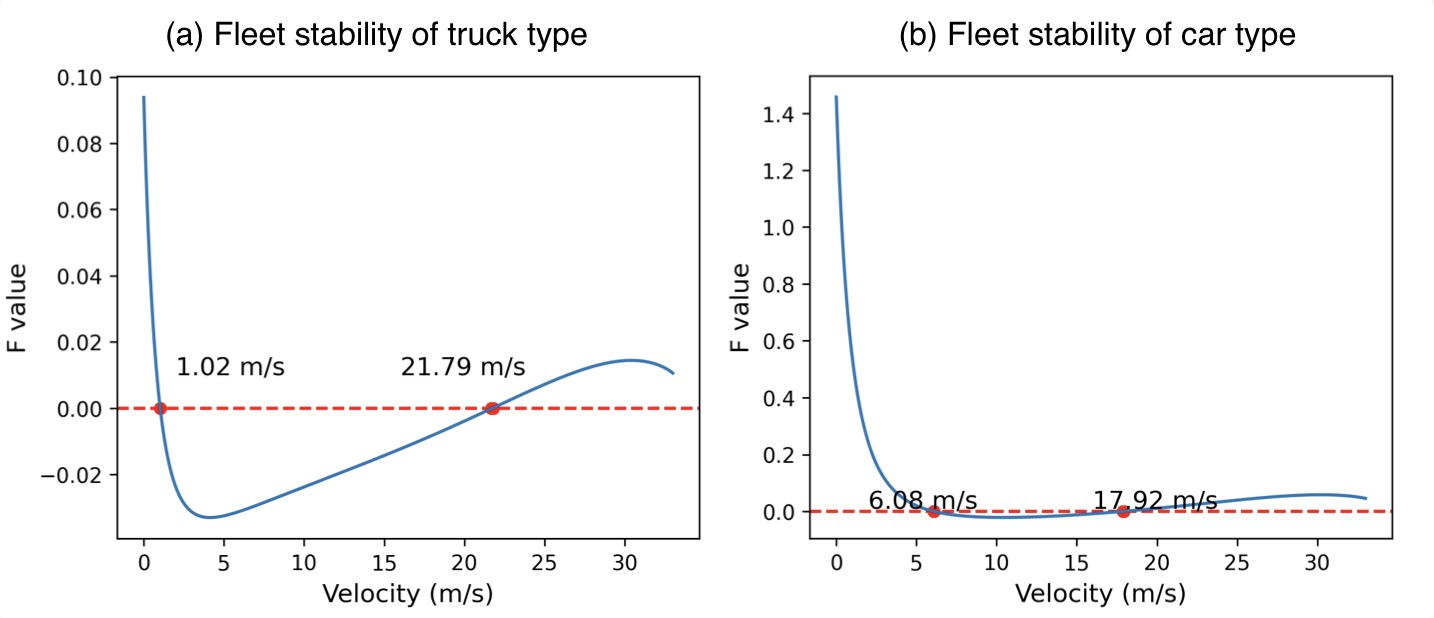 (a) Fleet stability of truck type
0.10
0.08
0.06
0.04
0.02
0.00
−0.02
F value
1.02 m/s
21.79 m/s
0 5 10 15 20 25 30
Velocity (m/s)
(b) Fleet stability of car type
1.4
1.2
1.0
0.8
0.6
0.4
0.2
0.0
F value
6.08 m/s
17.92 m/s
0 5 10 15 20 25 30
Velocity (m/s)